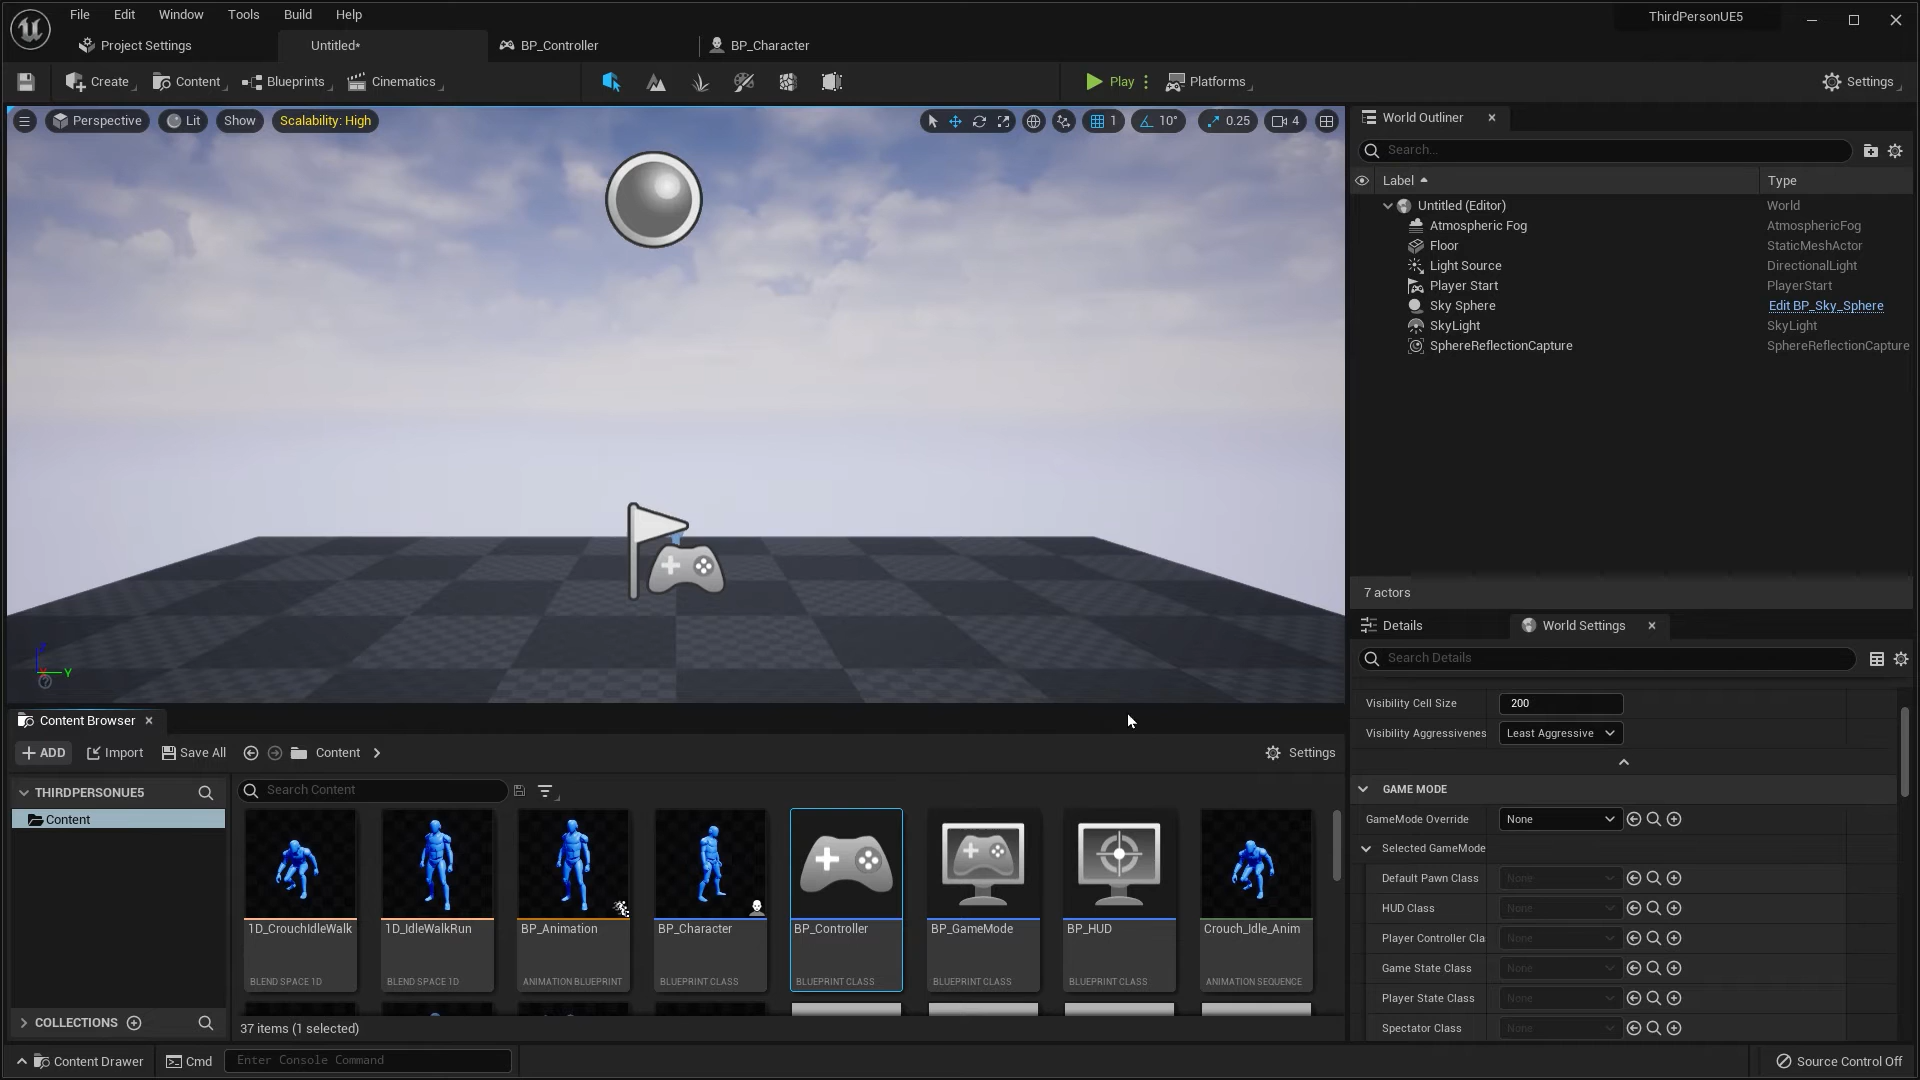 File Edit Window Tools Build Help
ThirdPersonUE5
Project Settings
Untitled*
BP_Controller
BP_Character
Create
Content
Blueprints
Cinematics
Play
Platforms
Settings
Perspective
Lit
Show
Scalability: High
1
10°
0.25
4
World Outliner
Search...
Label
Type
Untitled (Editor) World
Atmospheric Fog AtmosphericFog
Floor StaticMeshActor
Light Source DirectionalLight
Player Start PlayerStart
Sky Sphere Edit BP_Sky_Sphere
SkyLight SkyLight
SphereReflectionCapture SphereReflectionCapture
7 actors
Details
World Settings
Search Details
Visibility Cell Size 200
Visibility Aggressivenes Least Aggressive
GAME MODE
GameMode Override None
Selected GameMode
Default Pawn Class None
HUD Class None
Player Controller Cla None
Game State Class None
Player State Class None
Spectator Class None
Y
Content Browser
ADD
Import
Save All
Content
Settings
THIRDPERSONUE5
Content
COLLECTIONS
Search Content
1D_CrouchIdleWalk
BLEND SPACE 1D
1D_IdleWalkRun
BLEND SPACE 1D
BP_Animation
ANIMATION BLUEPRINT
BP_Character
BLUEPRINT CLASS
BP_Controller
BLUEPRINT CLASS
BP_GameMode
BLUEPRINT CLASS
BP_HUD
BLUEPRINT CLASS
Crouch_Idle_Anim
ANIMATION SEQUENCE
37 items (1 selected)
Content Drawer
Cmd
Enter Console Command
Source Control Off